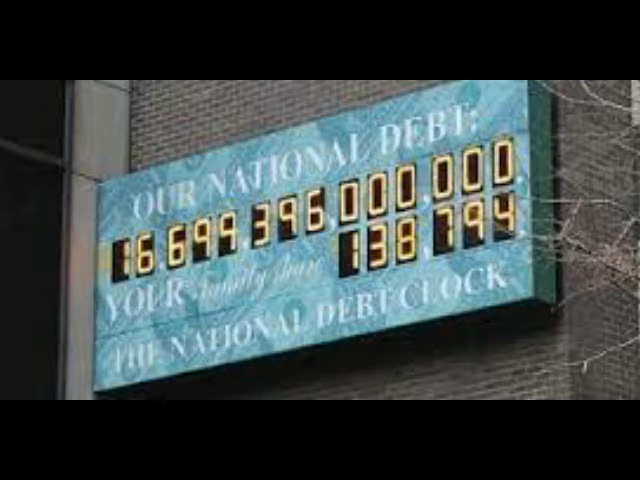 OUR NATIONAL DEBT:
16,699,396,000,000.
YOUR family share 138,794.
THE NATIONAL DEBT CLOCK